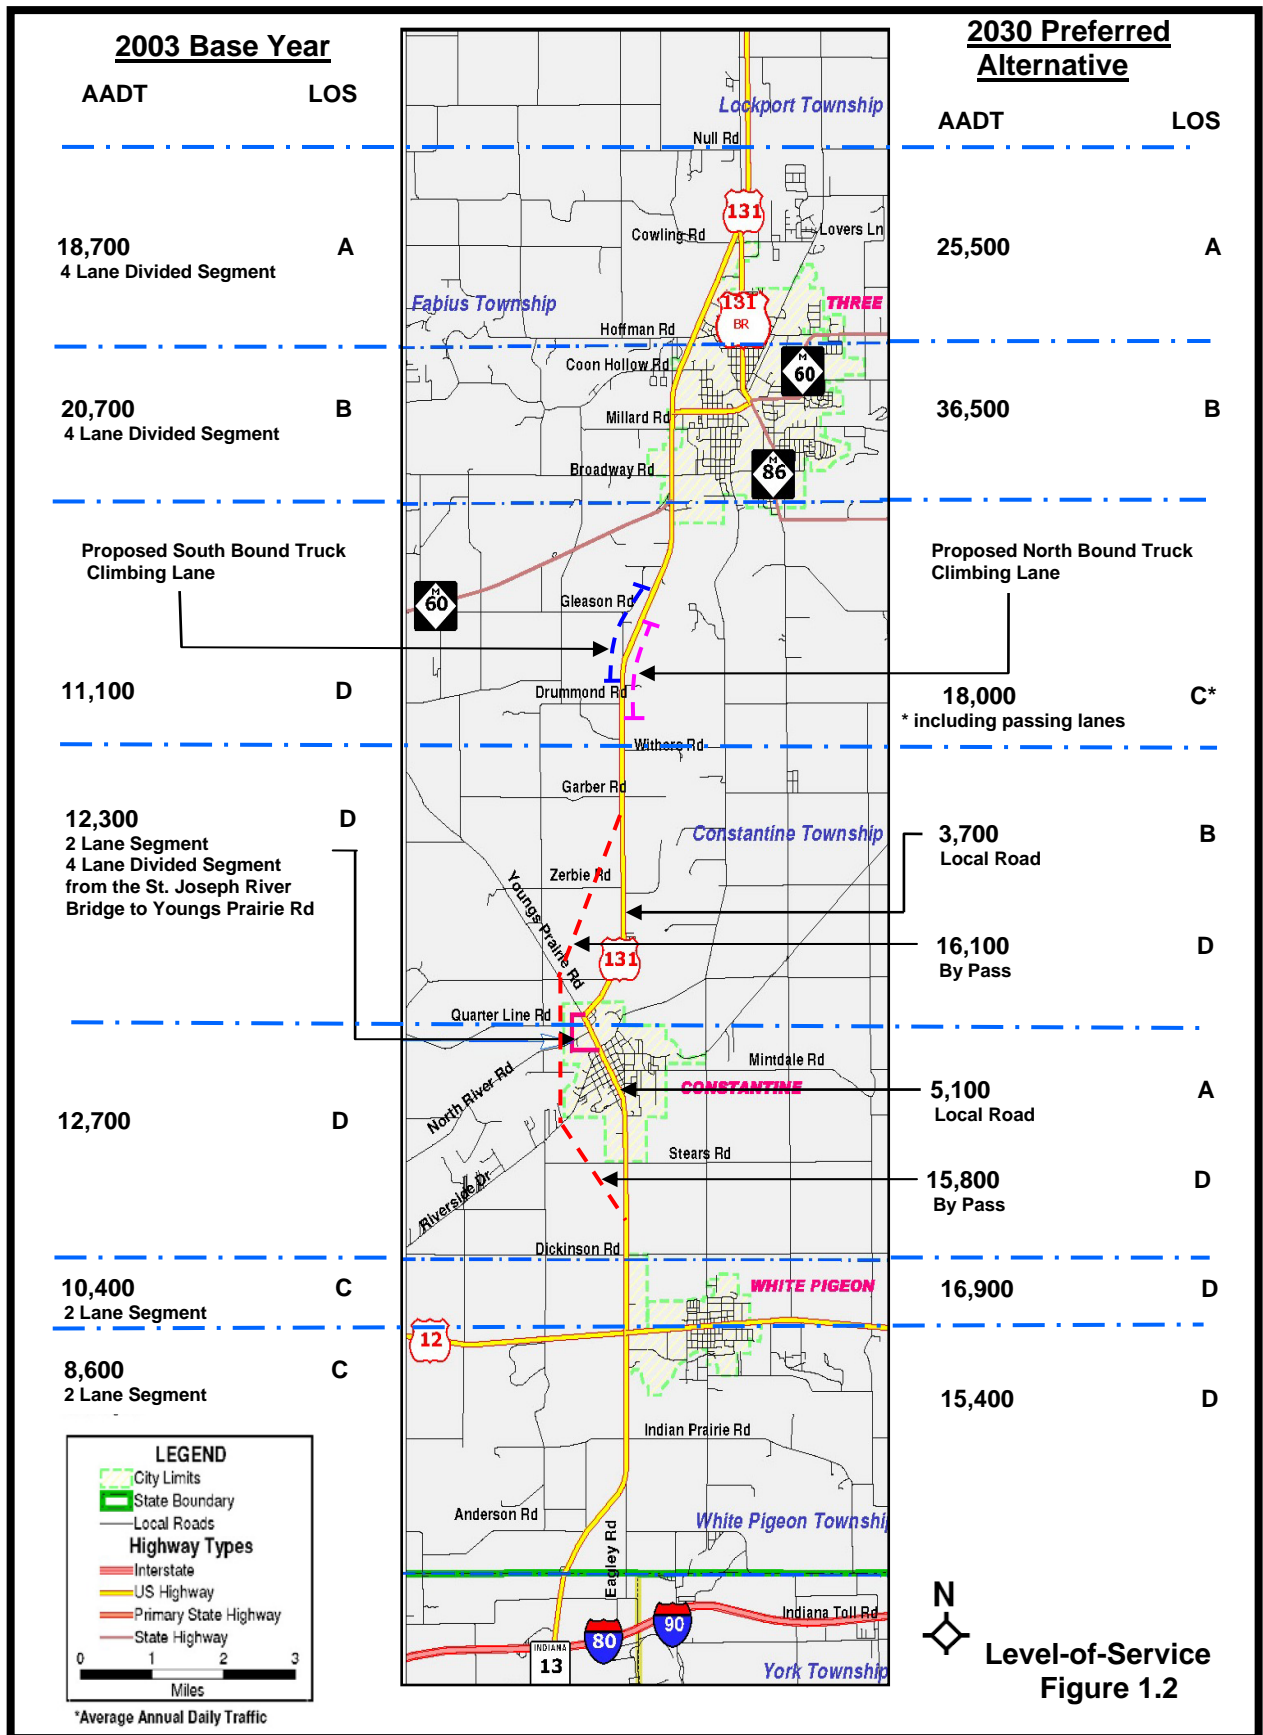 2003 Base Year
2030 Preferred
Alternative
AADT LOS
AADT LOS
Lockport Township
Null Rd
131
Cowling Rd
Lovers Ln
18,700 A
4 Lane Divided Segment
25,500 A
Fabius Township
131
BR
THREE
Hoffman Rd
Coon Hollow Rd
M
60
20,700 B
4 Lane Divided Segment
Millard Rd
36,500 B
Broadway Rd
M
86
Proposed South Bound Truck
Climbing Lane
Proposed North Bound Truck
Climbing Lane
M
60
Gleason Rd
11,100 D
Drummond Rd
18,000 C*
* including passing lanes
Withers Rd
Garber Rd
12,300 D
2 Lane Segment
4 Lane Divided Segment
from the St. Joseph River
Bridge to Youngs Prairie Rd
Constantine Township
3,700 B
Local Road
Zerbie Rd
Youngs Prairie Rd
131
16,100 D
By Pass
Quarter Line Rd
Mintdale Rd
North River Rd
CONSTANTINE
5,100 A
Local Road
12,700 D
Stears Rd
Riverside Dr
15,800 D
By Pass
Dickinson Rd
10,400 C
2 Lane Segment
WHITE PIGEON
16,900 D
12
8,600 C
2 Lane Segment
15,400 D
Indian Prairie Rd
LEGEND
City Limits
State Boundary
Local Roads
Highway Types
Interstate
US Highway
Primary State Highway
State Highway
0 1 2 3
Miles
*Average Annual Daily Traffic
Anderson Rd
White Pigeon Township
Eagley Rd
Indiana Toll Rd
80
90
INDIANA
13
York Township
N
Level-of-Service
Figure 1.2